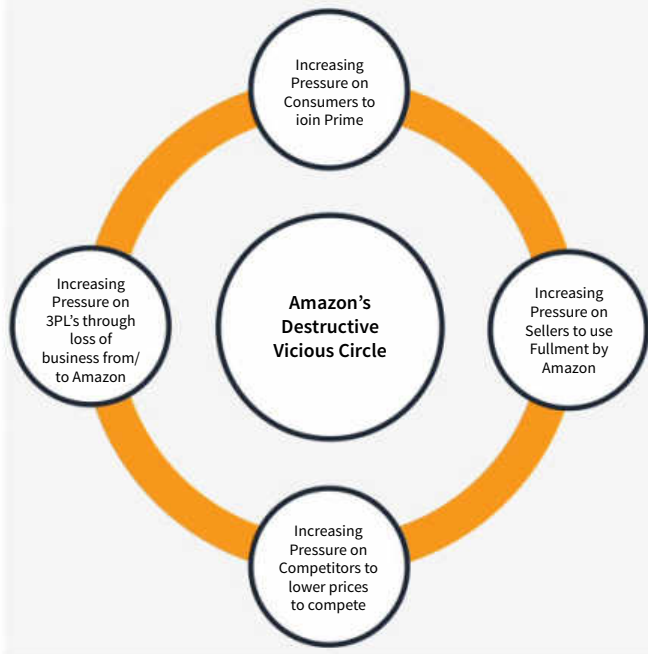 Increasing
Pressure on
Consumers to
ioin Prime
Increasing
Pressure on
3PL's through
loss of
business from/
to Amazon
Amazon's
Destructive
Vicious Circle
Increasing
Pressure on
Sellers to use
Fullment by
Amazon
Increasing
Pressure on
Competitors to
lower prices
to compete